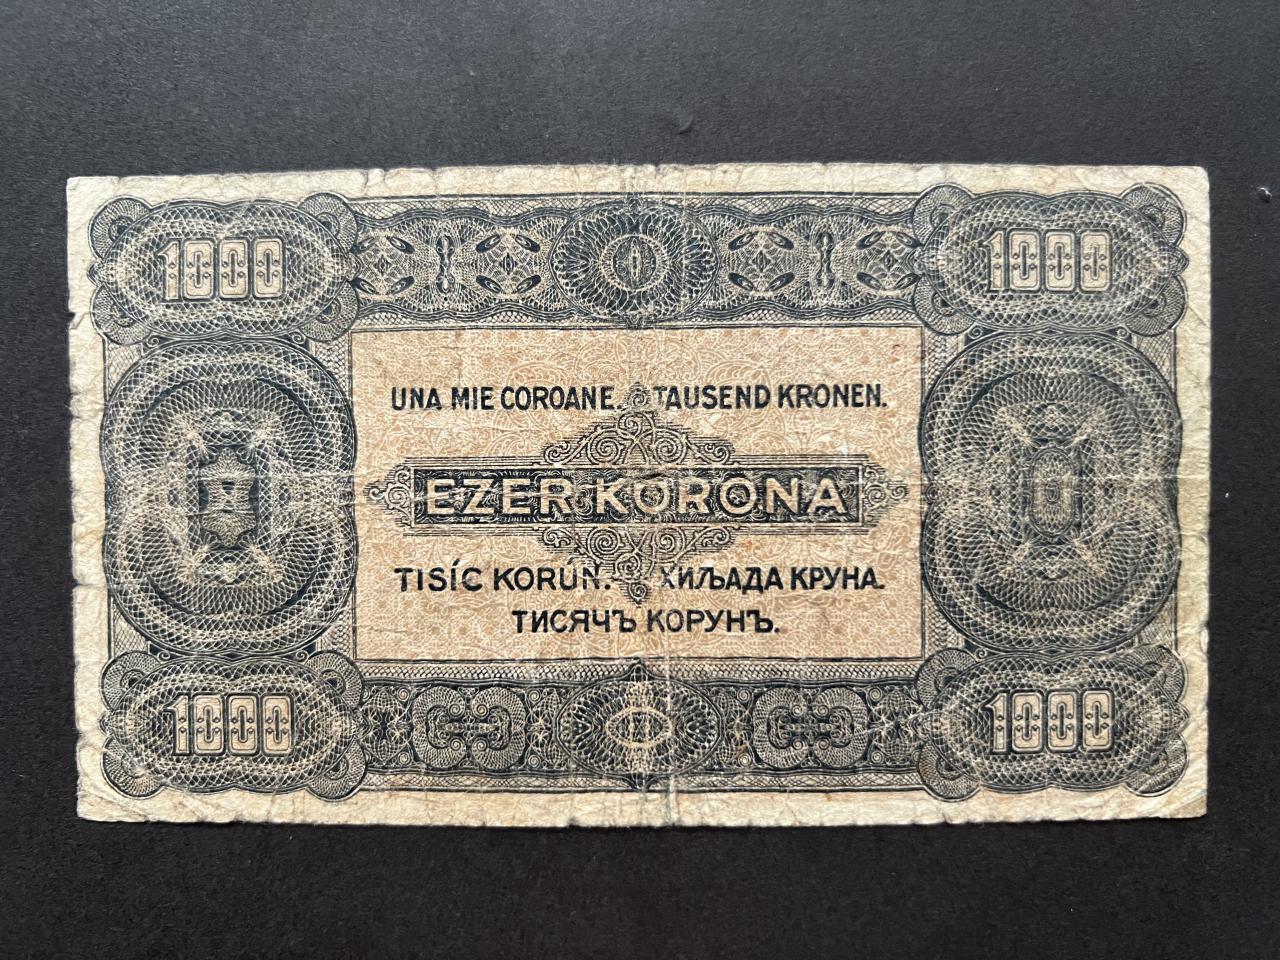 1000 1000
UNA MIE COROANE. TAUSEND KRONEN.
EZER KORONA
TISÍC KORÚN. ХИЉАДА КРУНА.
ТИСЯЧЪ КОРУНЪ.
1000 1000